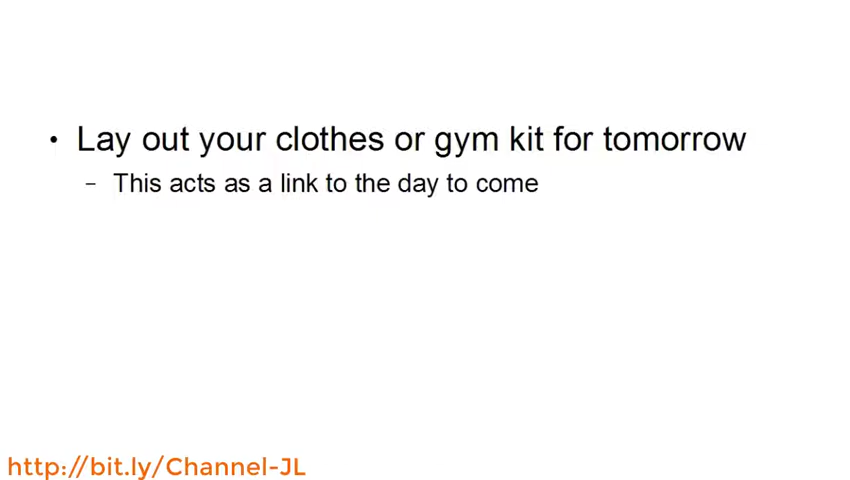 • Lay out your clothes or gym kit for tomorrow
– This acts as a link to the day to come
http://bit.ly/Channel-JL